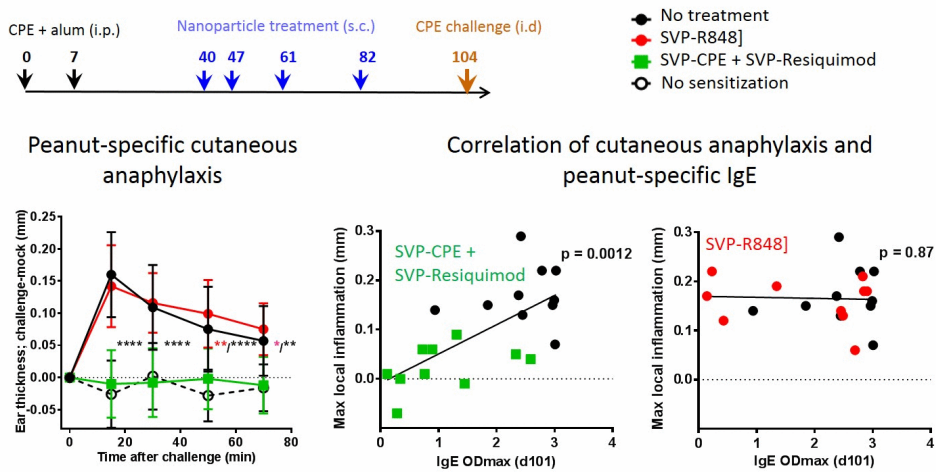 CPE + alum (i.p.)
Nanoparticle treatment (s.c.)
CPE challenge (i.d)
0 7 40 47 61 82 104
No treatment
SVP-R848]
SVP-CPE + SVP-Resiquimod
No sensitization
Peanut-specific cutaneous
anaphylaxis
Correlation of cutaneous anaphylaxis and
peanut-specific IgE
Ear thickness; challenge-mock (mm)
0.25
0.20
0.15
0.10
0.05
0.00
-0.05
**** **** **/**** */**
0 20 40 60 80
Time after challenge (min)
Max local inflammation (mm)
0.3
0.2
0.1
0.0
SVP-CPE +
SVP-Resiquimod
p = 0.0012
0 1 2 3 4
IgE ODmax (d101)
Max local inflammation (mm)
0.3
0.2
0.1
0.0
SVP-R848]
p = 0.87
0 1 2 3 4
IgE ODmax (d101)